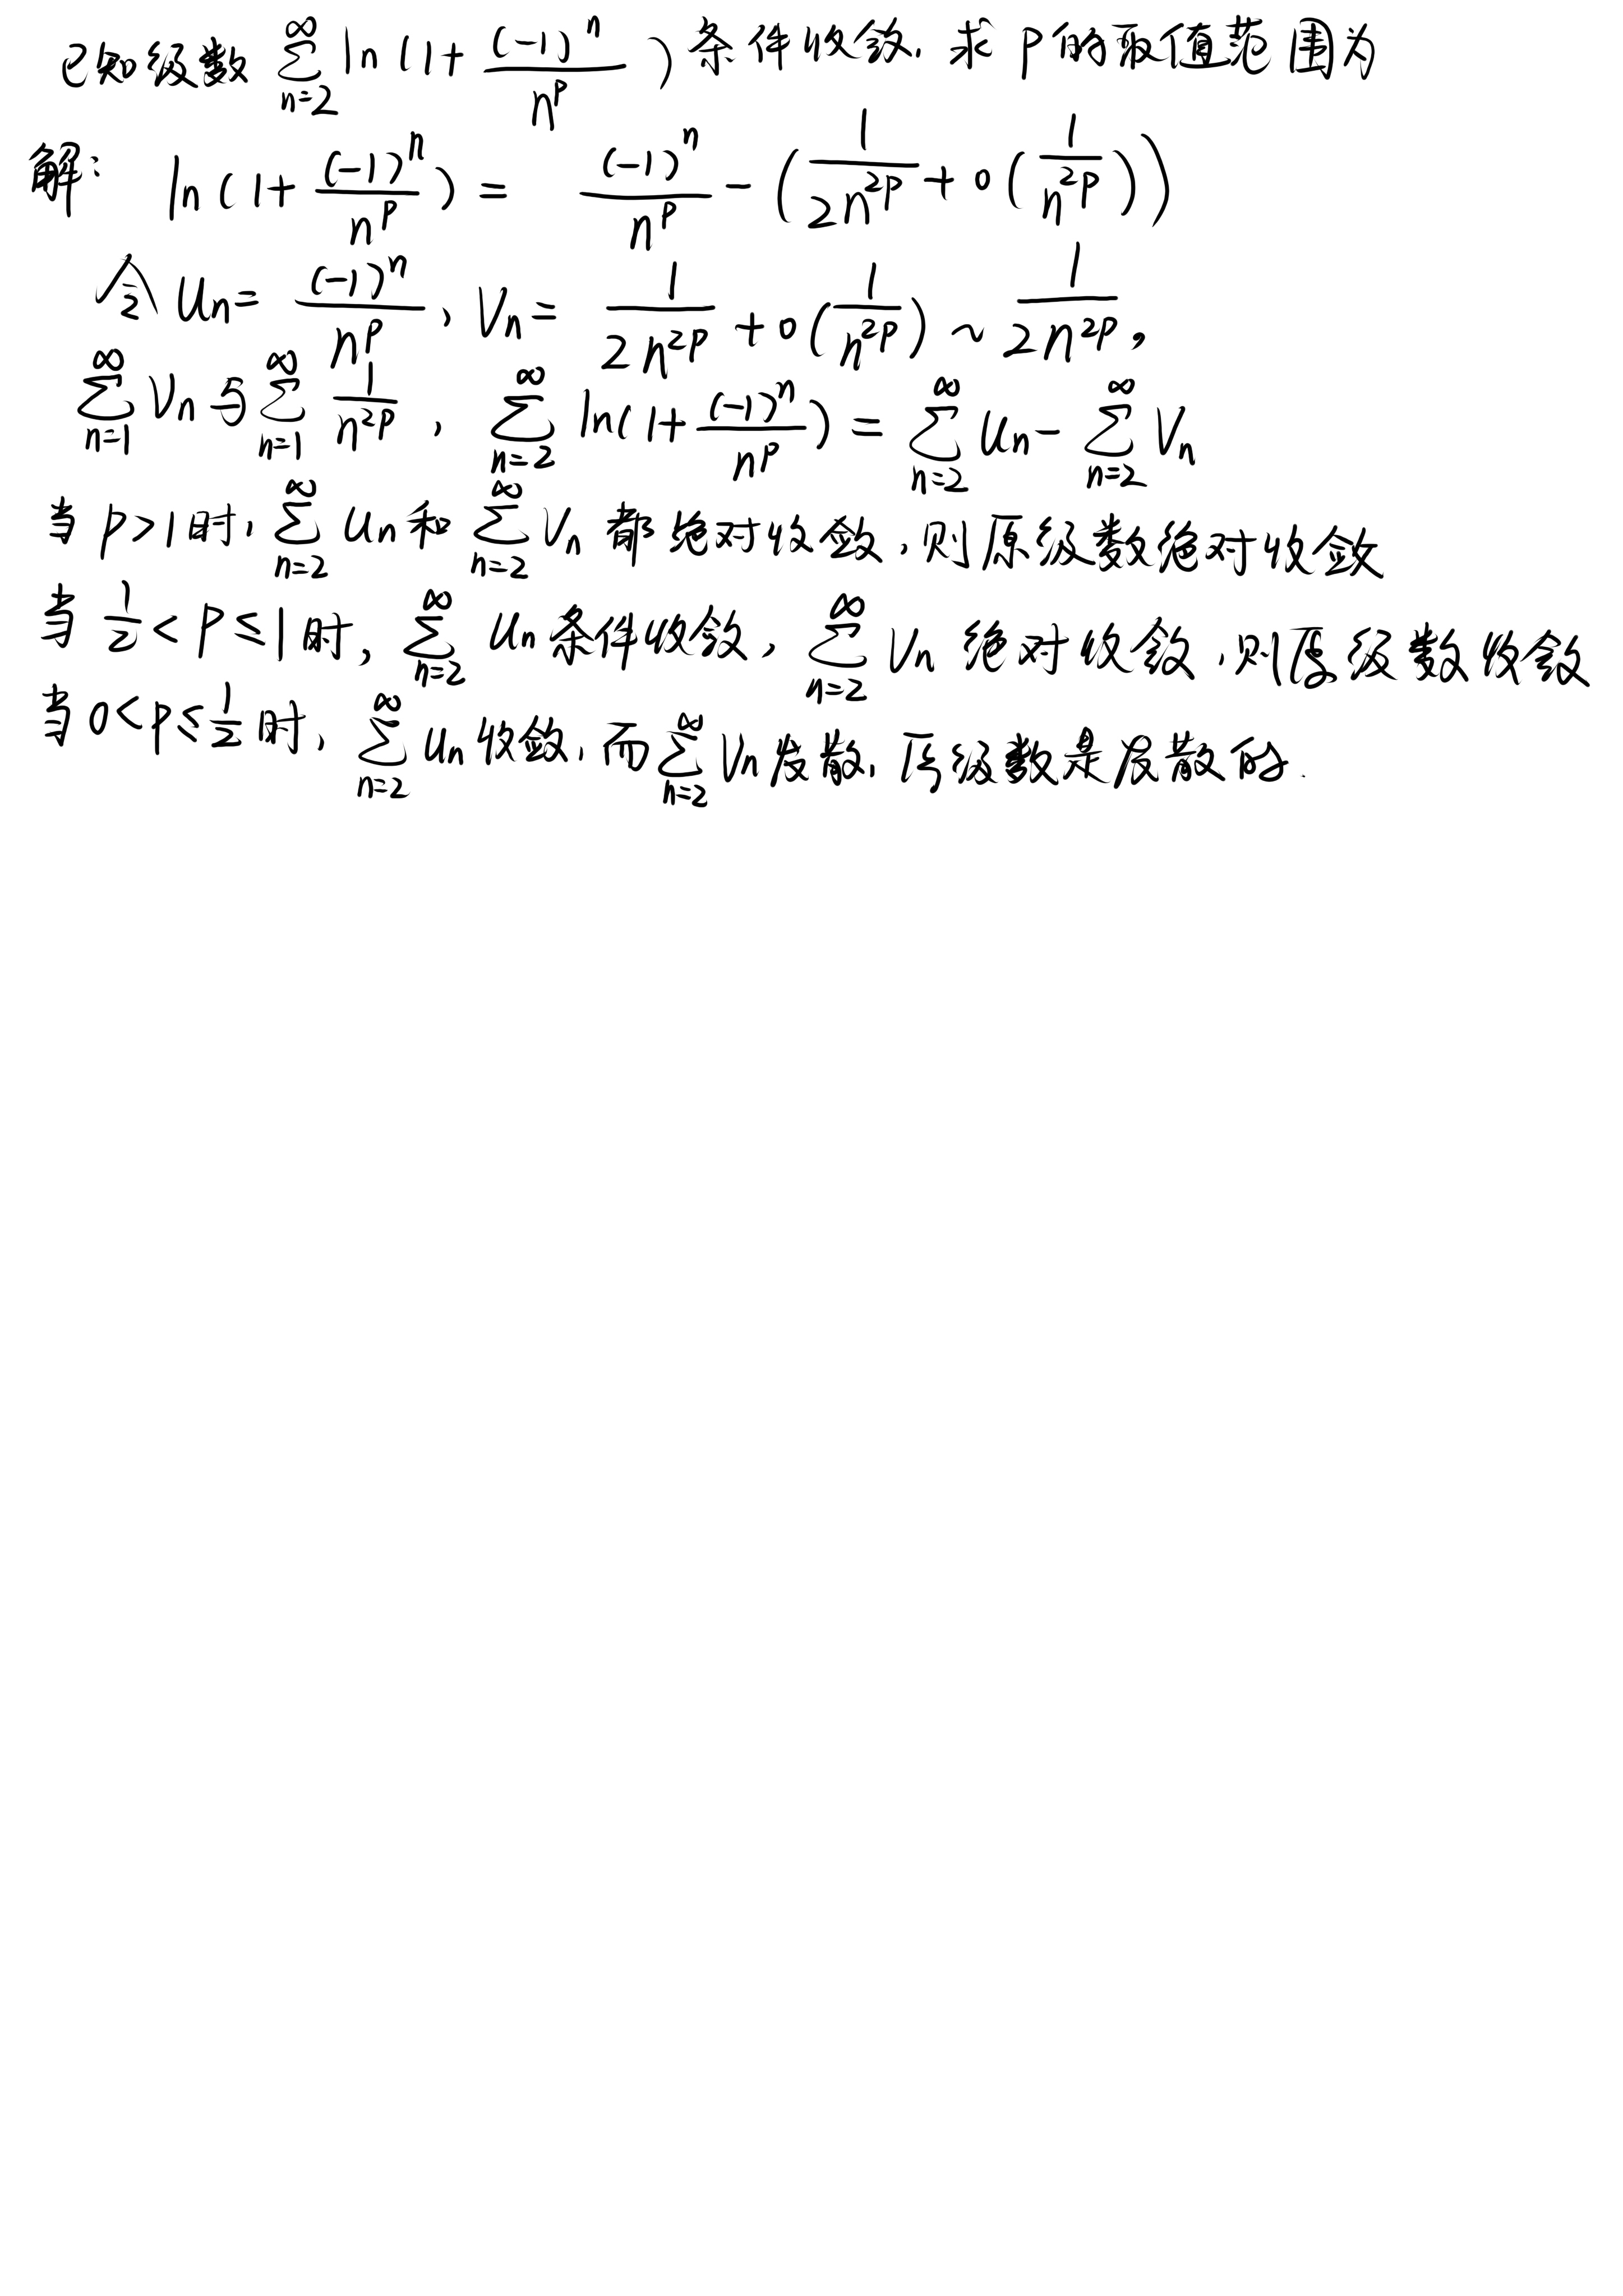 已知级数 $\sum_{n=2}^{\infty} \ln(1+\frac{(-1)^n}{n^p})$ 条件收敛, 求 p 的取值范围为
解: $\ln(1+\frac{(-1)^n}{n^p}) = \frac{(-1)^n}{n^p} - (\frac{1}{2n^{2p}} + o(\frac{1}{n^{2p}}))$
令 $u_n = \frac{(-1)^n}{n^p}$, $V_n = \frac{1}{2n^{2p}} + o(\frac{1}{n^{2p}}) \sim \frac{1}{2n^{2p}}$,
$\sum_{n=1}^{\infty} V_n$ 与 $\sum_{n=1}^{\infty} \frac{1}{n^{2p}}$, $\sum_{n=2}^{\infty} \ln(1+\frac{(-1)^n}{n^p}) = \sum_{n=2}^{\infty} u_n - \sum_{n=2}^{\infty} V_n$
当 p>1 时, $\sum_{n=2}^{\infty} u_n$ 和 $\sum_{n=2}^{\infty} V_n$ 都绝对收敛, 则原级数绝对收敛
当 $\frac{1}{2} < p \leq 1$ 时, $\sum_{n=2}^{\infty} u_n$ 条件收敛, $\sum_{n=2}^{\infty} V_n$ 绝对收敛, 则原级数收敛
当 $0 < p \leq \frac{1}{2}$ 时, $\sum_{n=2}^{\infty} u_n$ 收敛, 而 $\sum_{n=2}^{\infty} V_n$ 发散, 原级数是发散的.